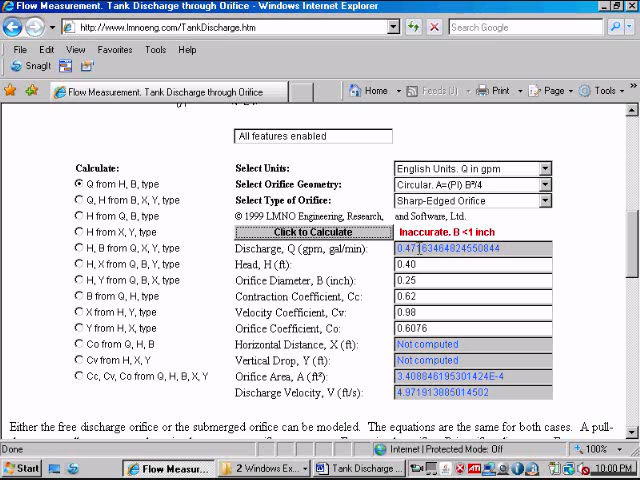 Flow Measurement. Tank Discharge through Orifice - Windows Internet Explorer
http://www.lmnoeng.com/TankDischarge.htm
Search Google
File Edit View Favorites Tools Help
SnagIt
Flow Measurement. Tank Discharge through Orifice
Home Feeds (3) Print Page Tools
All features enabled
Calculate:
Q from H, B, type
Q, H from B, X, Y, type
H from Q, B, type
H, B from Q, X, Y, type
H, X from Q, B, Y, type
H, Y from Q, B, X, type
B from Q, H, type
X from H, Y, type
Y from H, X, type
Co from Q, H, B
Cv from H, X, Y
Cc, Cv, Co from Q, H, B, X, Y
Select Units: English Units. Q in gpm
Select Orifice Geometry: Circular. A=(PI) B²/4
Select Type of Orifice: Sharp-Edged Orifice
© 1999 LMNO Engineering, Research, and Software, Ltd.
Click to Calculate Inaccurate. B <1 inch
Discharge, Q (gpm, gal/min): 0.47163464824550844
Head, H (ft): 0.40
Orifice Diameter, B (inch): 0.25
Contraction Coefficient, Cc: 0.62
Velocity Coefficient, Cv: 0.98
Orifice Coefficient, Co: 0.6076
Horizontal Distance, X (ft): Not computed
Vertical Drop, Y (ft): Not computed
Orifice Area, A (ft²): 3.408846195301424E-4
Discharge Velocity, V (ft/s): 4.971913885014502
Either the free discharge orifice or the submerged orifice can be modeled. The equations are the same for both cases. A pull-
Done Internet | Protected Mode: Off 100%
Start Flow Measur... 2 Windows Ex... Tank Discharge ... 10:00 PM